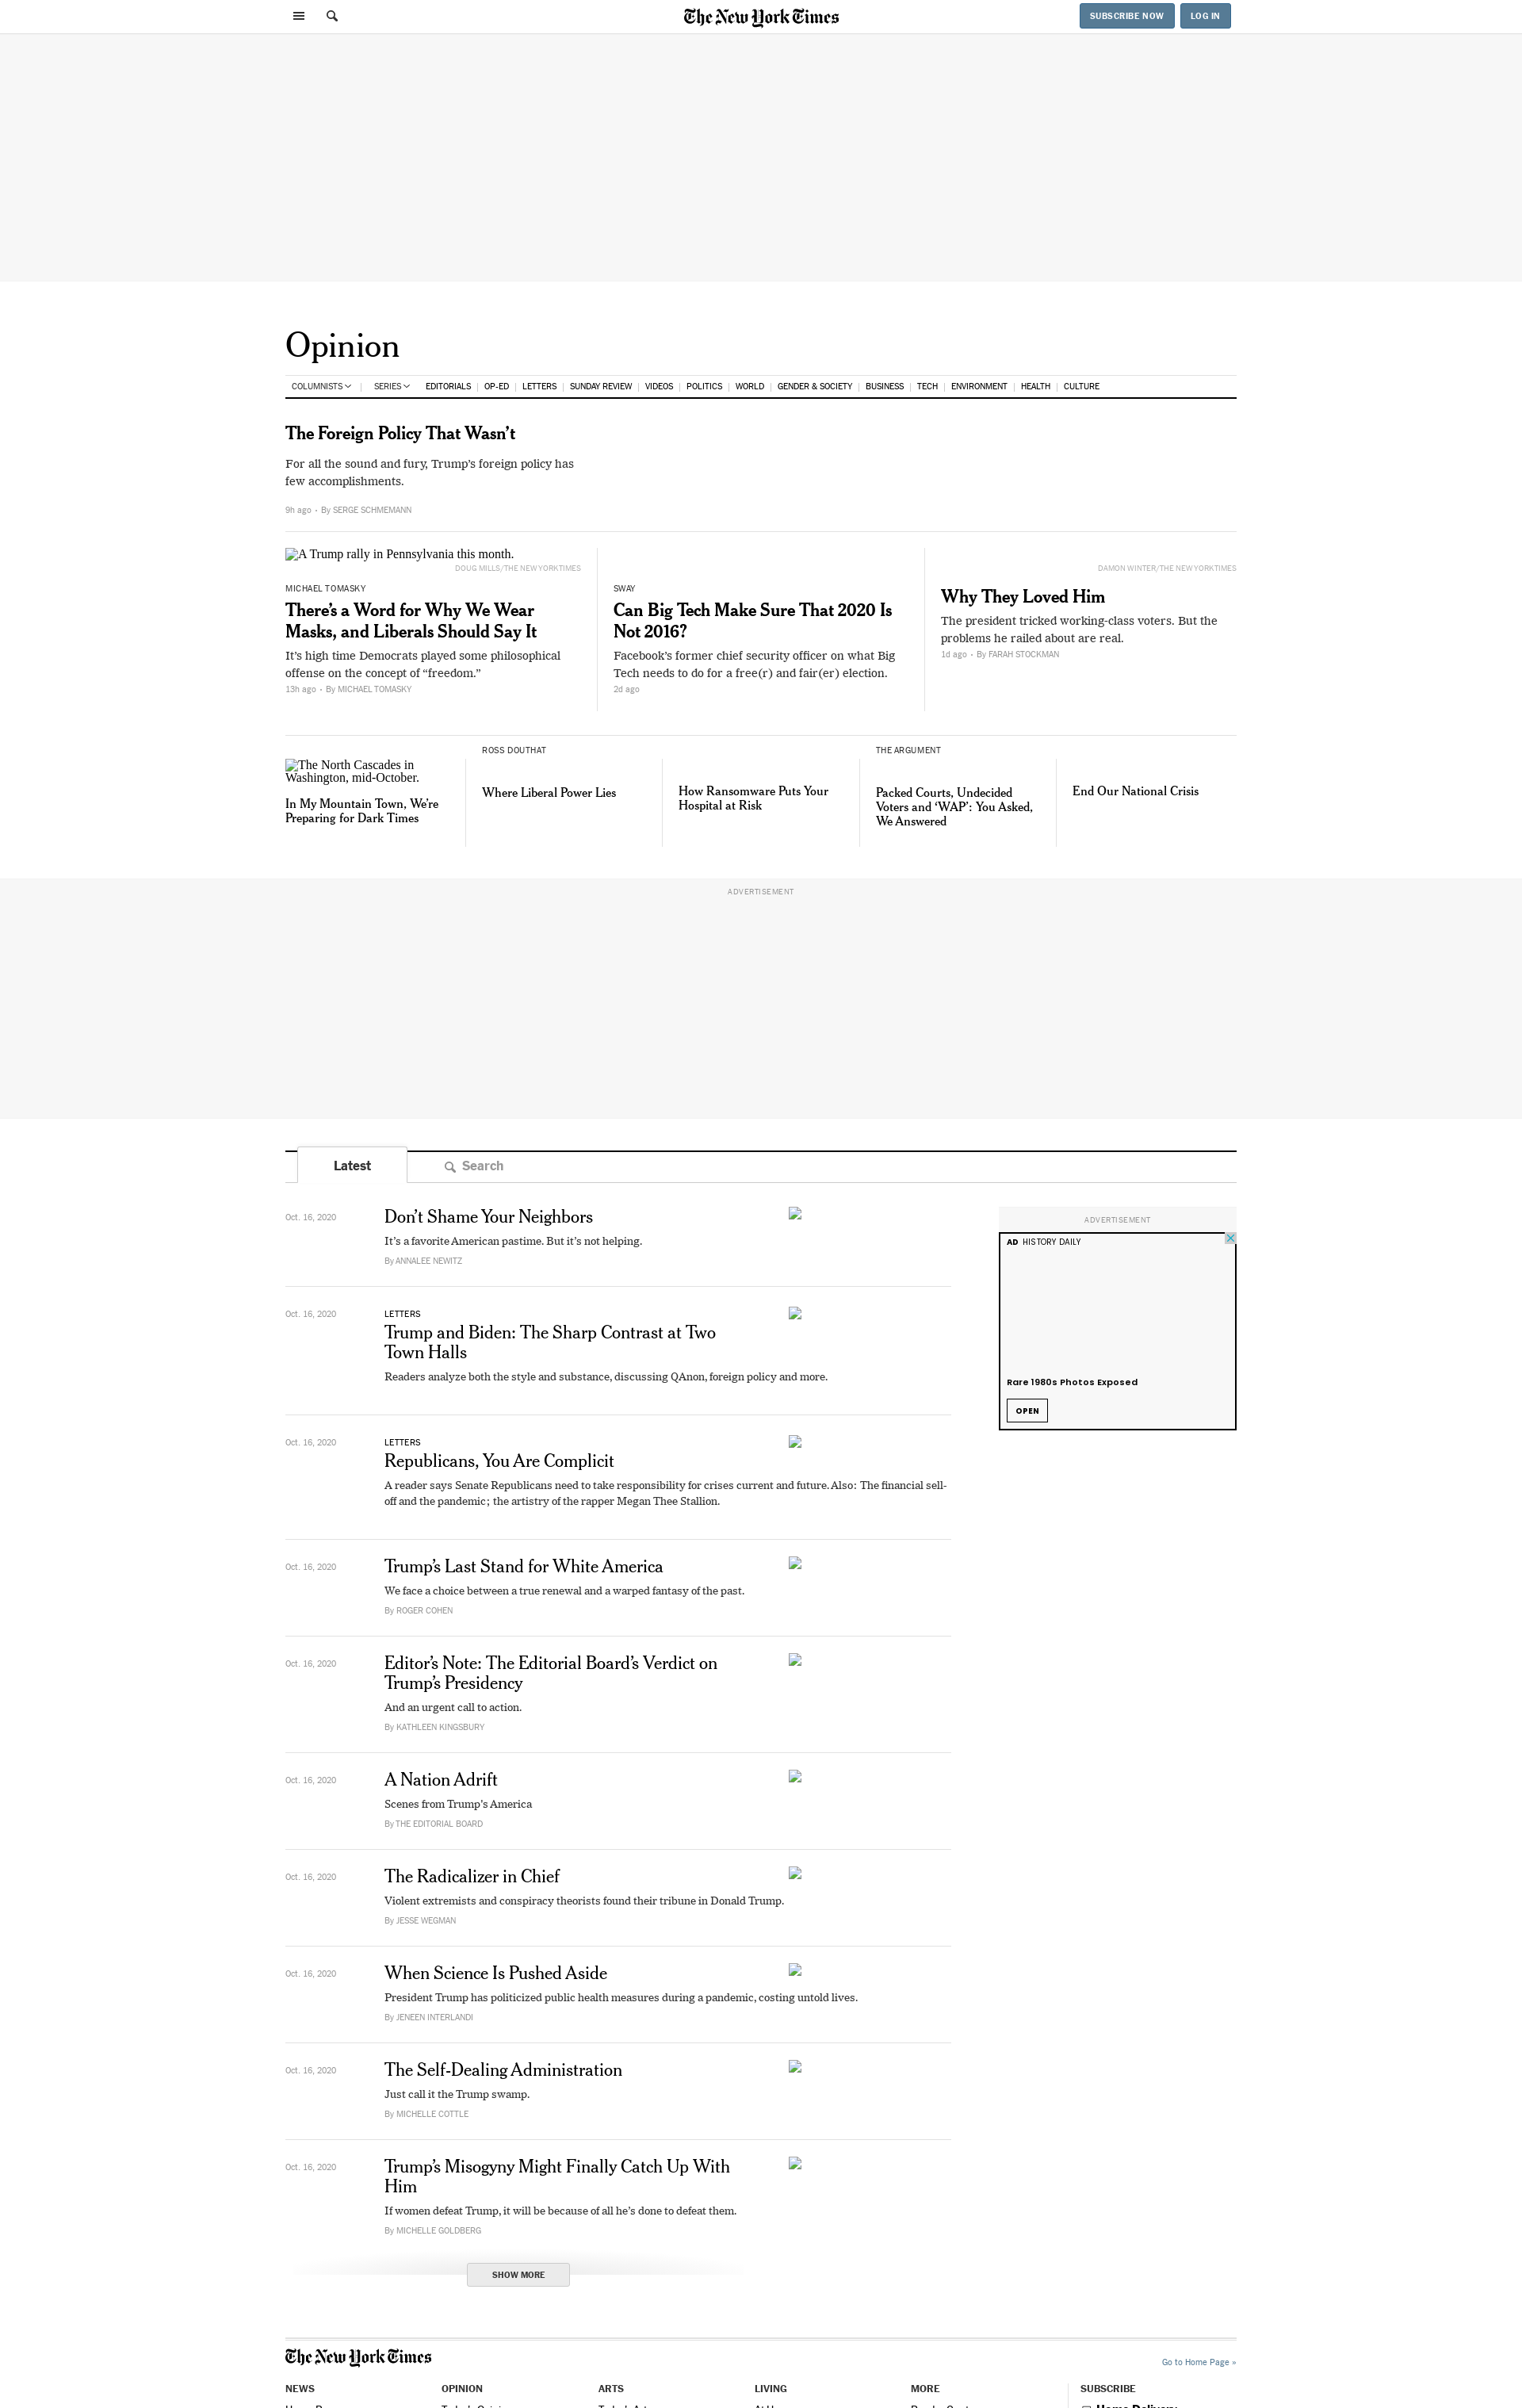 The New York Times
SUBSCRIBE NOW
LOG IN
Opinion
COLUMNISTS
SERIES
EDITORIALS
OP-ED
LETTERS
SUNDAY REVIEW
VIDEOS
POLITICS
WORLD
GENDER & SOCIETY
BUSINESS
TECH
ENVIRONMENT
HEALTH
CULTURE
The Foreign Policy That Wasn’t
For all the sound and fury, Trump’s foreign policy has
few accomplishments.
9h ago • By SERGE SCHMEMANN
A Trump rally in Pennsylvania this month.
DOUG MILLS/THE NEW YORK TIMES
MICHAEL TOMASKY
There’s a Word for Why We Wear
Masks, and Liberals Should Say It
It’s high time Democrats played some philosophical
offense on the concept of “freedom.”
13h ago • By MICHAEL TOMASKY
SWAY
Can Big Tech Make Sure That 2020 Is
Not 2016?
Facebook’s former chief security officer on what Big
Tech needs to do for a free(r) and fair(er) election.
2d ago
DAMON WINTER/THE NEW YORK TIMES
Why They Loved Him
The president tricked working-class voters. But the
problems he railed about are real.
1d ago • By FARAH STOCKMAN
The North Cascades in
Washington, mid-October.
In My Mountain Town, We’re
Preparing for Dark Times
ROSS DOUTHAT
Where Liberal Power Lies
How Ransomware Puts Your
Hospital at Risk
THE ARGUMENT
Packed Courts, Undecided
Voters and ‘WAP’: You Asked,
We Answered
End Our National Crisis
ADVERTISEMENT
Latest
Search
Oct. 16, 2020
Don’t Shame Your Neighbors
It’s a favorite American pastime. But it’s not helping.
By ANNALEE NEWITZ
ADVERTISEMENT
AD HISTORY DAILY
Rare 1980s Photos Exposed
OPEN
Oct. 16, 2020
LETTERS
Trump and Biden: The Sharp Contrast at Two
Town Halls
Readers analyze both the style and substance, discussing QAnon, foreign policy and more.
Oct. 16, 2020
LETTERS
Republicans, You Are Complicit
A reader says Senate Republicans need to take responsibility for crises current and future. Also: The financial sell-
off and the pandemic; the artistry of the rapper Megan Thee Stallion.
Oct. 16, 2020
Trump’s Last Stand for White America
We face a choice between a true renewal and a warped fantasy of the past.
By ROGER COHEN
Oct. 16, 2020
Editor’s Note: The Editorial Board’s Verdict on
Trump’s Presidency
And an urgent call to action.
By KATHLEEN KINGSBURY
Oct. 16, 2020
A Nation Adrift
Scenes from Trump’s America
By THE EDITORIAL BOARD
Oct. 16, 2020
The Radicalizer in Chief
Violent extremists and conspiracy theorists found their tribune in Donald Trump.
By JESSE WEGMAN
Oct. 16, 2020
When Science Is Pushed Aside
President Trump has politicized public health measures during a pandemic, costing untold lives.
By JENEEN INTERLANDI
Oct. 16, 2020
The Self-Dealing Administration
Just call it the Trump swamp.
By MICHELLE COTTLE
Oct. 16, 2020
Trump’s Misogyny Might Finally Catch Up With
Him
If women defeat Trump, it will be because of all he’s done to defeat them.
By MICHELLE GOLDBERG
SHOW MORE
The New York Times
Go to Home Page »
NEWS
OPINION
ARTS
LIVING
MORE
SUBSCRIBE